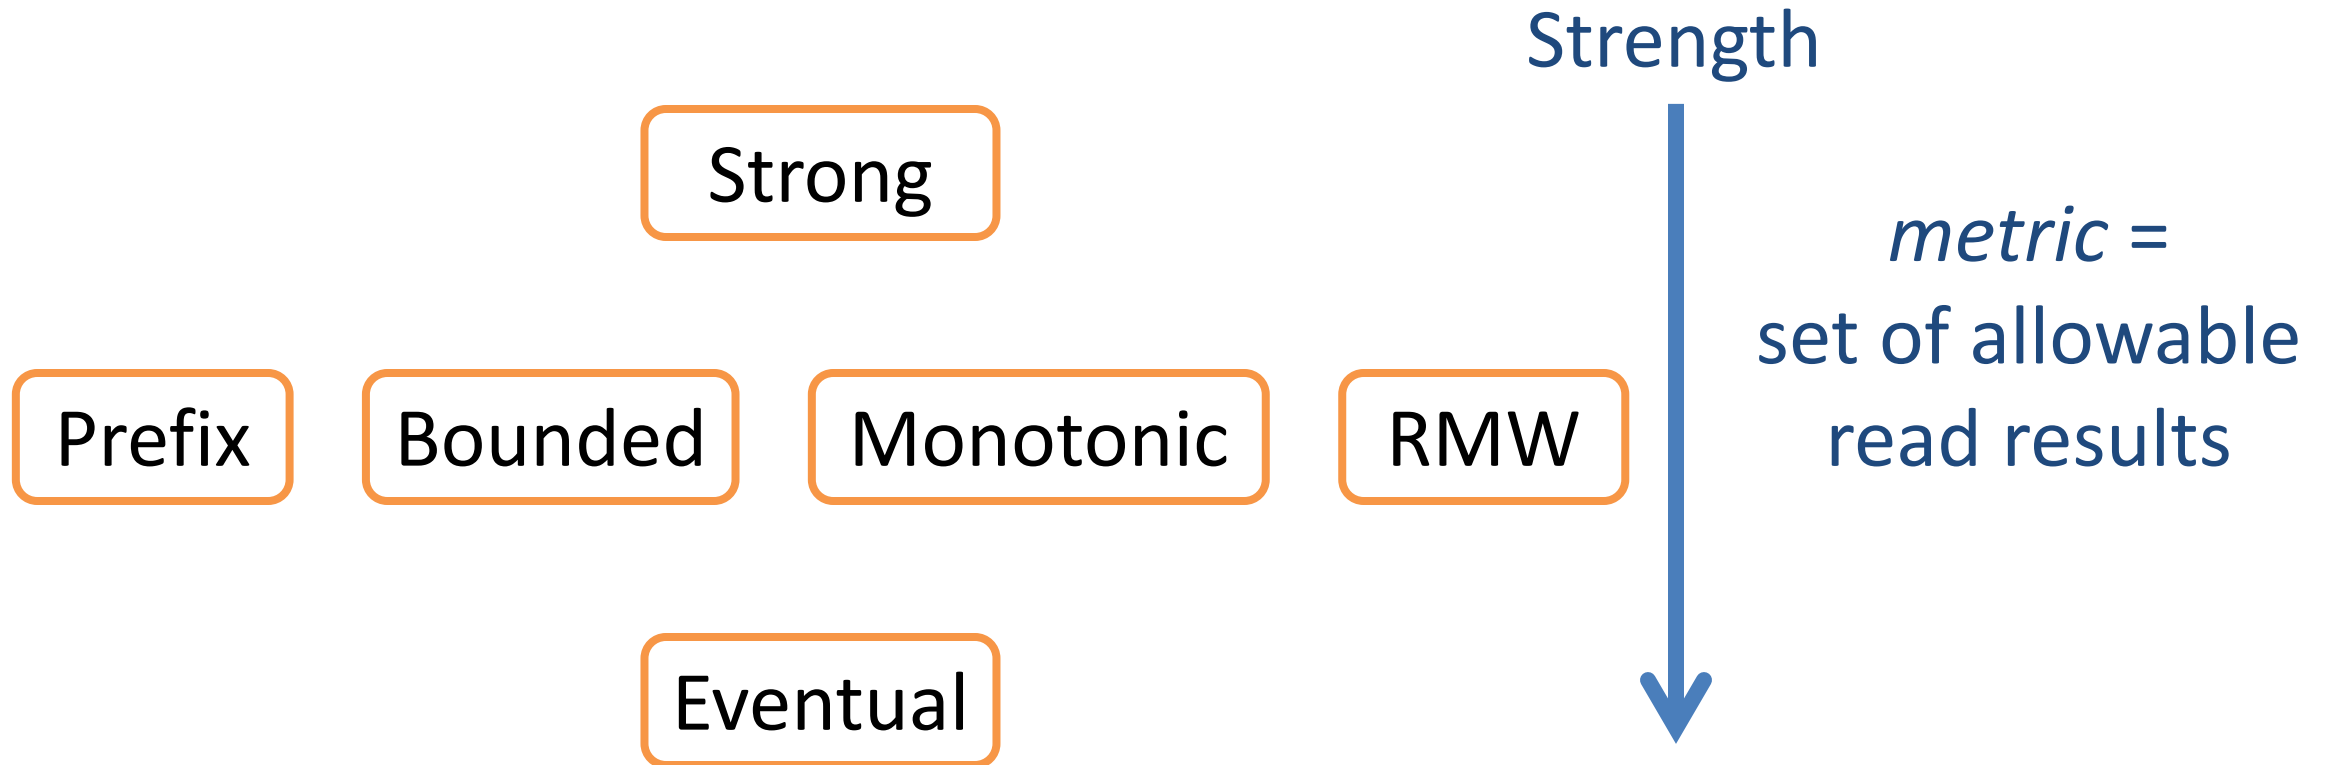 Strength
Strong
metric =
set of allowable
read results
Prefix
Bounded
Monotonic
RMW
Eventual